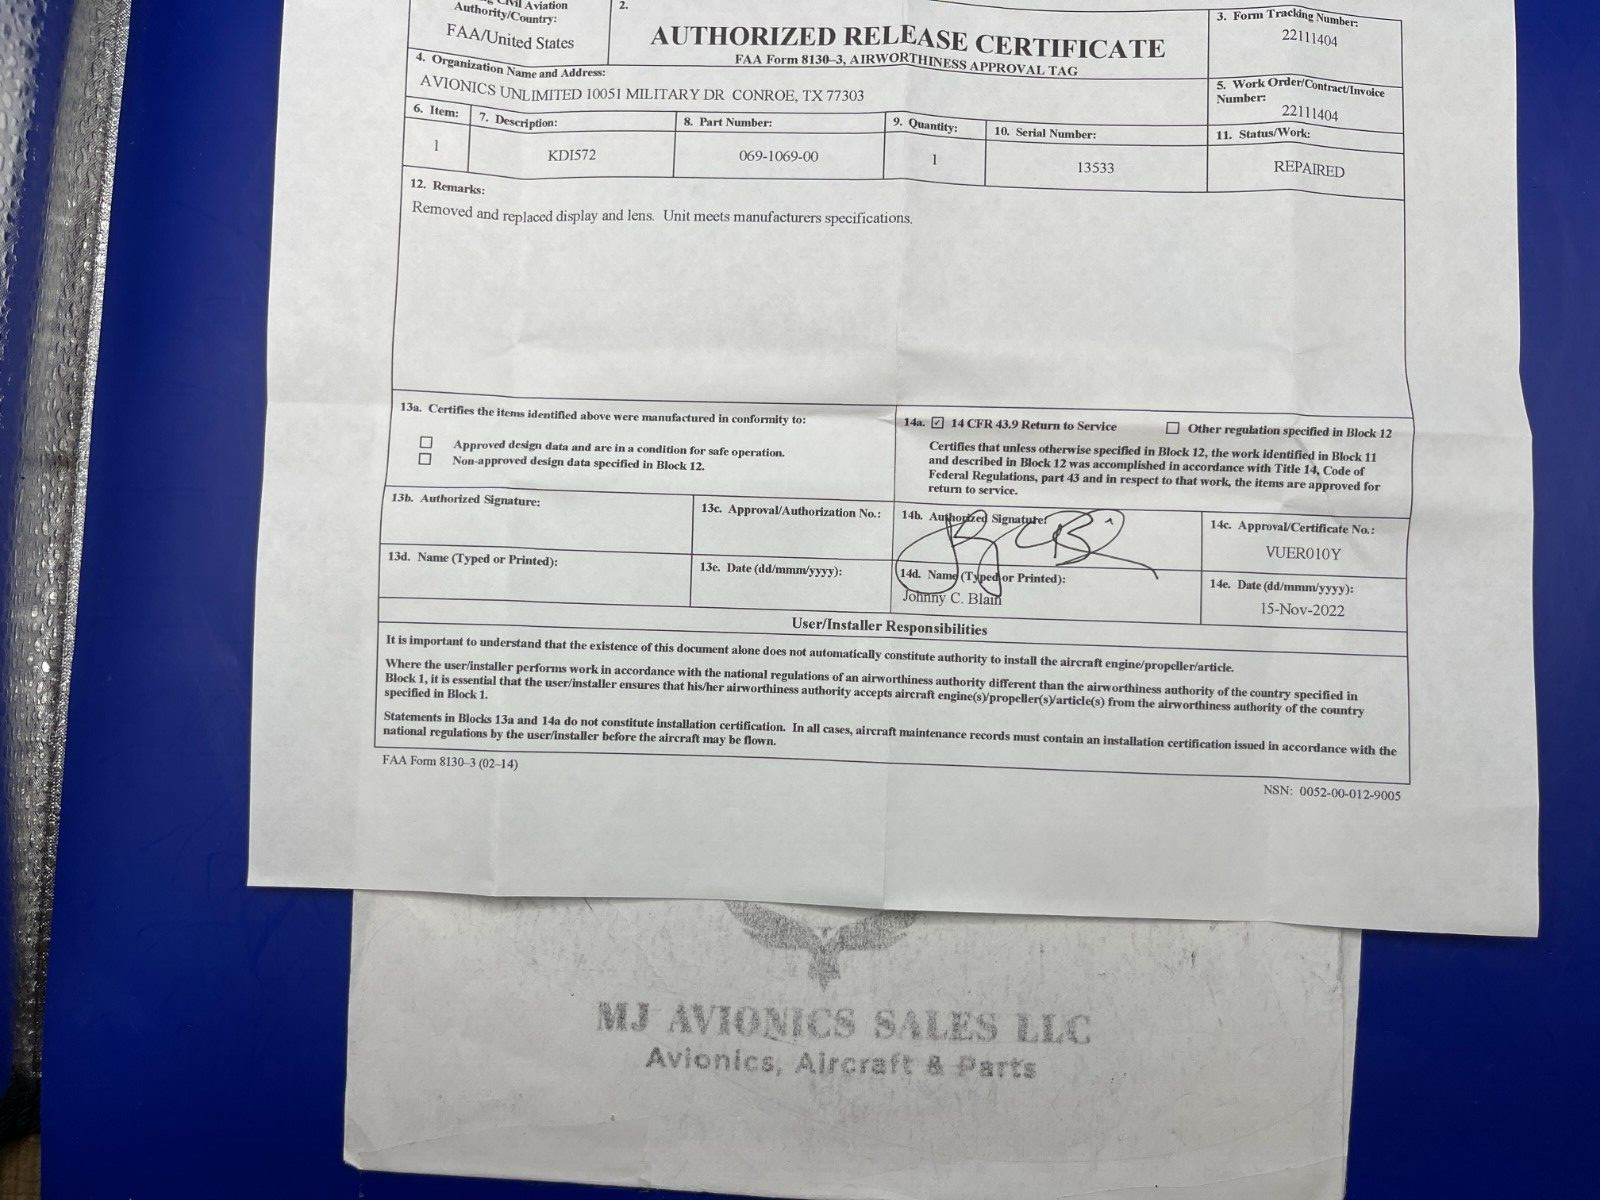 Civil Aviation
Authority/Country:
FAA/United States
2.
AUTHORIZED RELEASE CERTIFICATE
FAA Form 8130–3, AIRWORTHINESS APPROVAL TAG
3. Form Tracking Number:
22111404
4. Organization Name and Address:
AVIONICS UNLIMITED 10051 MILITARY DR CONROE, TX 77303
5. Work Order/Contract/Invoice
Number:
22111404
6. Item:
1
7. Description:
KDI572
8. Part Number:
069-1069-00
9. Quantity:
1
10. Serial Number:
13533
11. Status/Work:
REPAIRED
12. Remarks:
Removed and replaced display and lens. Unit meets manufacturers specifications.
13a. Certifies the items identified above were manufactured in conformity to:
☐ Approved design data and are in a condition for safe operation.
☐ Non-approved design data specified in Block 12.
14a. ☑ 14 CFR 43.9 Return to Service ☐ Other regulation specified in Block 12
Certifies that unless otherwise specified in Block 12, the work identified in Block 11
and described in Block 12 was accomplished in accordance with Title 14, Code of
Federal Regulations, part 43 and in respect to that work, the items are approved for
return to service.
13b. Authorized Signature:
13c. Approval/Authorization No.:
14b. Authorized Signature:
14c. Approval/Certificate No.:
VUER010Y
13d. Name (Typed or Printed):
13e. Date (dd/mmm/yyyy):
14d. Name (Typed or Printed):
Johnny C. Blain
14e. Date (dd/mmm/yyyy):
15-Nov-2022
User/Installer Responsibilities
It is important to understand that the existence of this document alone does not automatically constitute authority to install the aircraft engine/propeller/article.
Where the user/installer performs work in accordance with the national regulations of an airworthiness authority different than the airworthiness authority of the country specified in
Block 1, it is essential that the user/installer ensures that his/her airworthiness authority accepts aircraft engine(s)/propeller(s)/article(s) from the airworthiness authority of the country
specified in Block 1.
Statements in Blocks 13a and 14a do not constitute installation certification. In all cases, aircraft maintenance records must contain an installation certification issued in accordance with the
national regulations by the user/installer before the aircraft may be flown.
FAA Form 8130–3 (02–14)
NSN: 0052-00-012-9005
MJ AVIONICS SALES LLC
Avionics, Aircraft & Parts